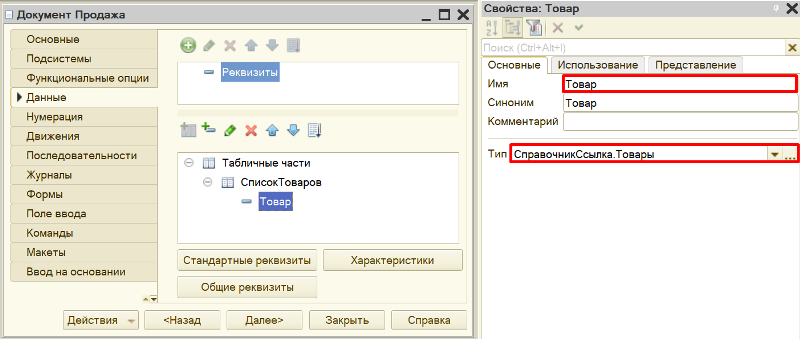 Документ Продажа
Основные
Подсистемы
Функциональные опции
Данные
Нумерация
Движения
Последовательности
Журналы
Формы
Поле ввода
Команды
Макеты
Ввод на основании
Реквизиты
Табличные части
СписокТоваров
Товар
Стандартные реквизиты
Характеристики
Общие реквизиты
Действия
<Назад
Далее>
Закрыть
Справка
Свойства: Товар
Поиск (Ctrl+Alt+I)
Основные
Использование
Представление
Имя
Товар
Синоним
Товар
Комментарий
Тип
СправочникСсылка.Товары
...